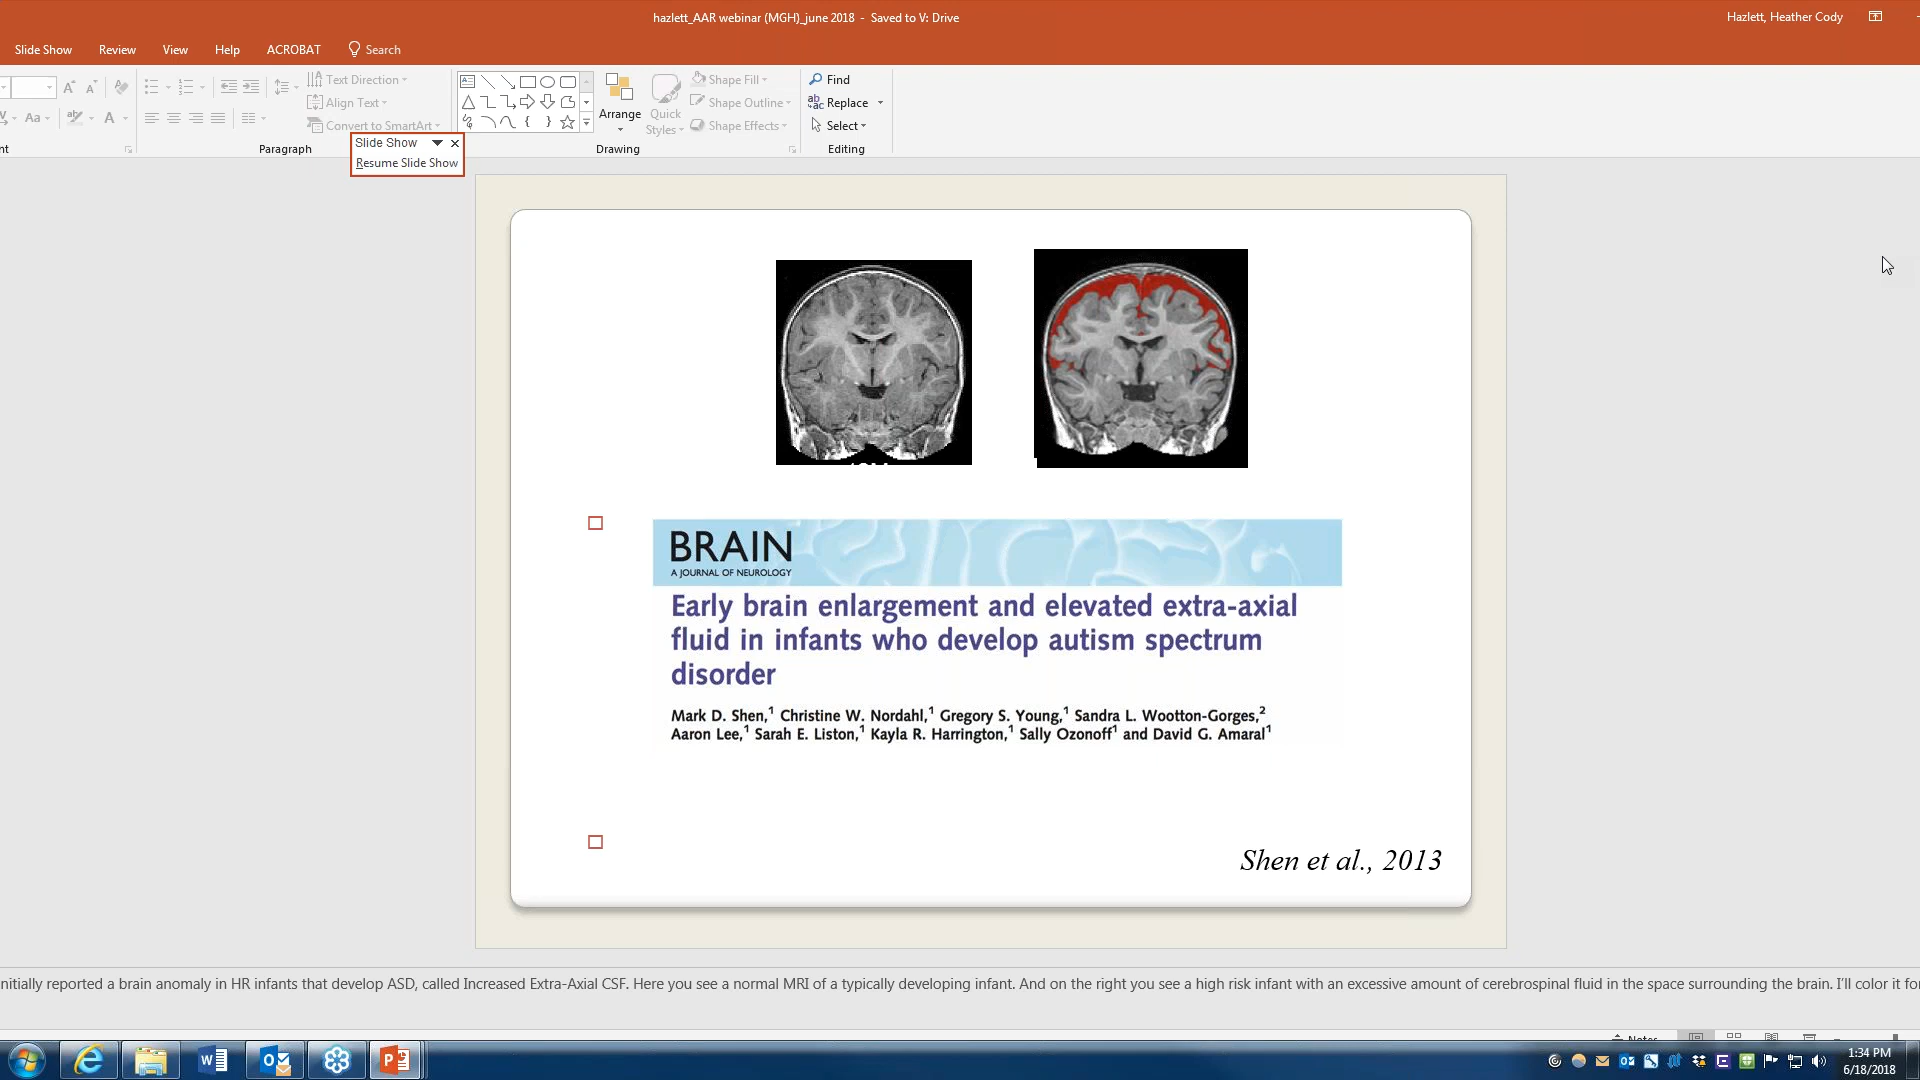 hazlett_AAR webinar (MGH)_june 2018 - Saved to V: Drive
Hazlett, Heather Cody
Slide Show Review View Help ACROBAT Search
Text Direction
Shape Fill
Find
Aa
A
Align Text
Arrange
Quick Styles
Shape Outline
Replace
Convert to SmartArt
Shape Effects
Select
Paragraph
Drawing
Editing
Slide Show
Resume Slide Show
BRAIN
A JOURNAL OF NEUROLOGY
Early brain enlargement and elevated extra-axial
fluid in infants who develop autism spectrum
disorder
Mark D. Shen,¹ Christine W. Nordahl,¹ Gregory S. Young,¹ Sandra L. Wootton-Gorges,²
Aaron Lee,¹ Sarah E. Liston,¹ Kayla R. Harrington,¹ Sally Ozonoff¹ and David G. Amaral¹
Shen et al., 2013
reported a brain anomaly in HR infants that develop ASD, called Increased Extra-Axial CSF. Here you see a normal MRI of a typically developing infant. And on the right you see a high risk infant with an excessive amount of cerebrospinal fluid in the space surrounding the brain. I'll color it
1:34 PM
6/18/2018